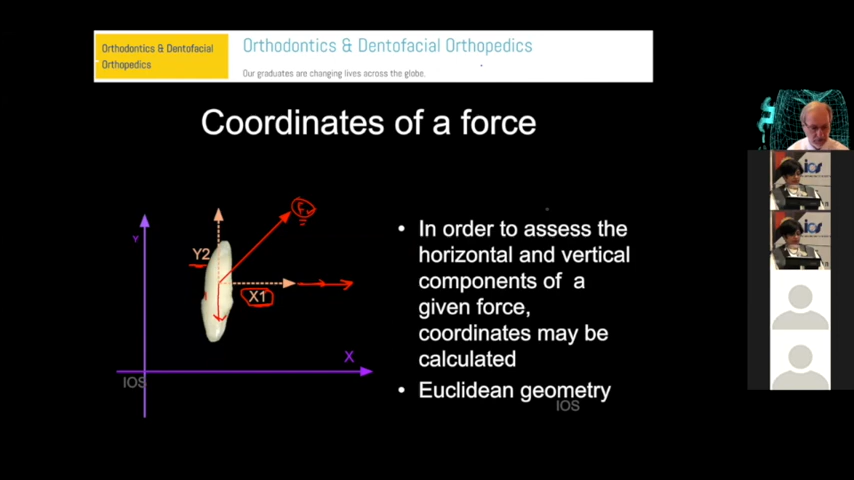 Orthodontics & Dentofacial
Orthopedics
Orthodontics & Dentofacial Orthopedics
Our graduates are changing lives across the globe.
Coordinates of a force
Y
Y2
X1
X
IOS
• In order to assess the
horizontal and vertical
components of a
given force,
coordinates may be
calculated
• Euclidean geometry
IOS
ios
ios